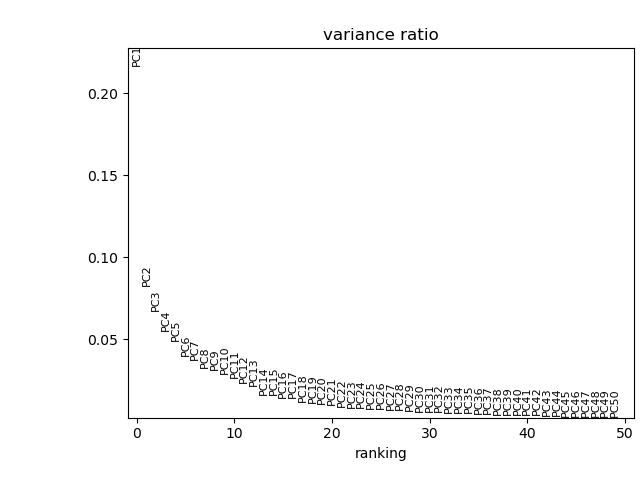 variance ratio
0.20
0.15
0.10
0.05
PC1
PC2
PC3
PC4
PC5
PC6
PC7
PC8
PC9
PC10
PC11
PC12
PC13
PC14
PC15
PC16
PC17
PC18
PC19
PC20
PC21
PC22
PC23
PC24
PC25
PC26
PC27
PC28
PC29
PC30
PC31
PC32
PC33
PC34
PC35
PC36
PC37
PC38
PC39
PC40
PC41
PC42
PC43
PC44
PC45
PC46
PC47
PC48
PC49
PC50
0 10 20 30 40 50
ranking